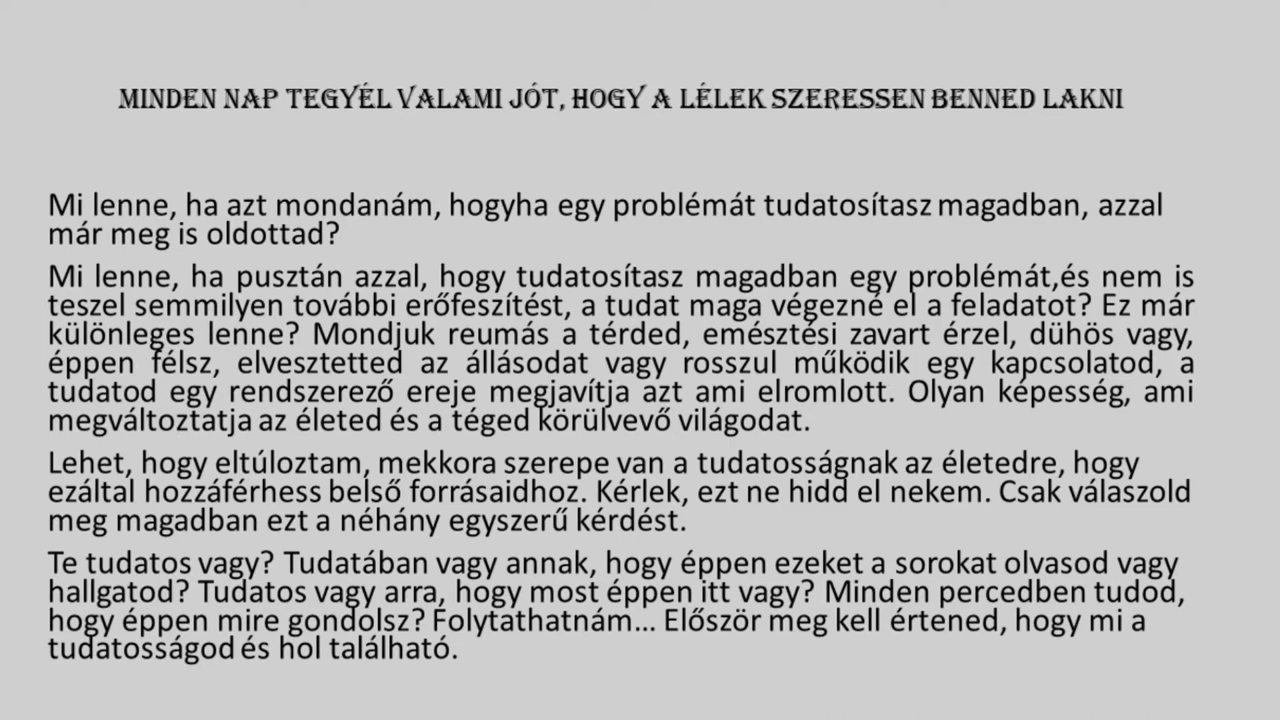 MINDEN NAP TEGYÉL VALAMI JÓT, HOGY A LÉLEK SZERESSEN BENNED LAKNI
Mi lenne, ha azt mondanám, hogyha egy problémát tudatosítasz magadban, azzal
már meg is oldottad?
Mi lenne, ha pusztán azzal, hogy tudatosítasz magadban egy problémát,és nem is
teszel semmilyen további erőfeszítést, a tudat maga végezné el a feladatot? Ez már
különleges lenne? Mondjuk reumás a térded, emésztési zavart érzel, dühös vagy,
éppen félsz, elvesztetted az állásodat vagy rosszul működik egy kapcsolatod, a
tudatod egy rendszerező ereje megjavítja azt ami elromlott. Olyan képesség, ami
megváltoztatja az életed és a téged körülvevő világodat.
Lehet, hogy eltúloztam, mekkora szerepe van a tudatosságnak az életedre, hogy
ezáltal hozzáférhess belső forrásaidhoz. Kérlek, ezt ne hidd el nekem. Csak válaszold
meg magadban ezt a néhány egyszerű kérdést.
Te tudatos vagy? Tudatában vagy annak, hogy éppen ezeket a sorokat olvasod vagy
hallgatod? Tudatos vagy arra, hogy most éppen itt vagy? Minden percedben tudod,
hogy éppen mire gondolsz? Folytathatnám... Először meg kell értened, hogy mi a
tudatosságod és hol található.